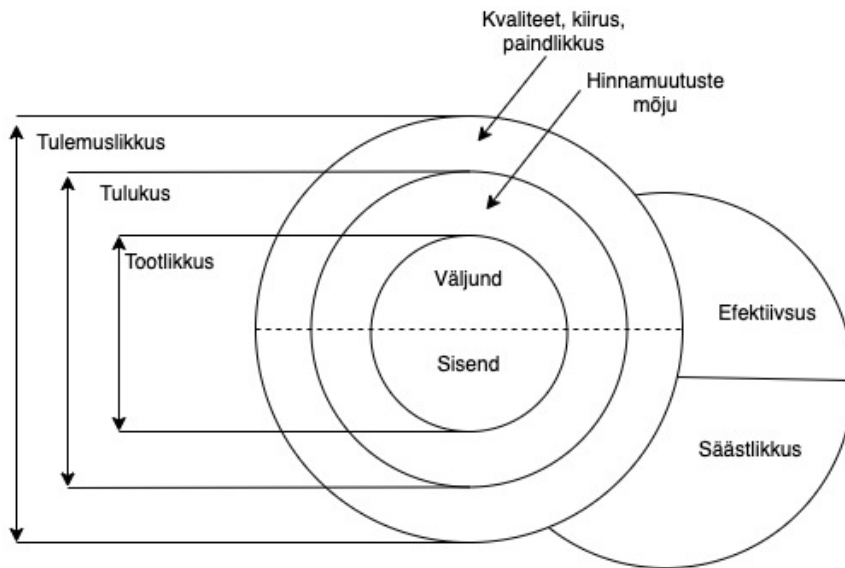 Kvaliteet, kiirus,
paindlikkus
Hinnamuutuste
mõju
Tulemuslikkus
Tulukus
Tootlikkus
Väljund
Sisend
Efektiivsus
Säästlikkus